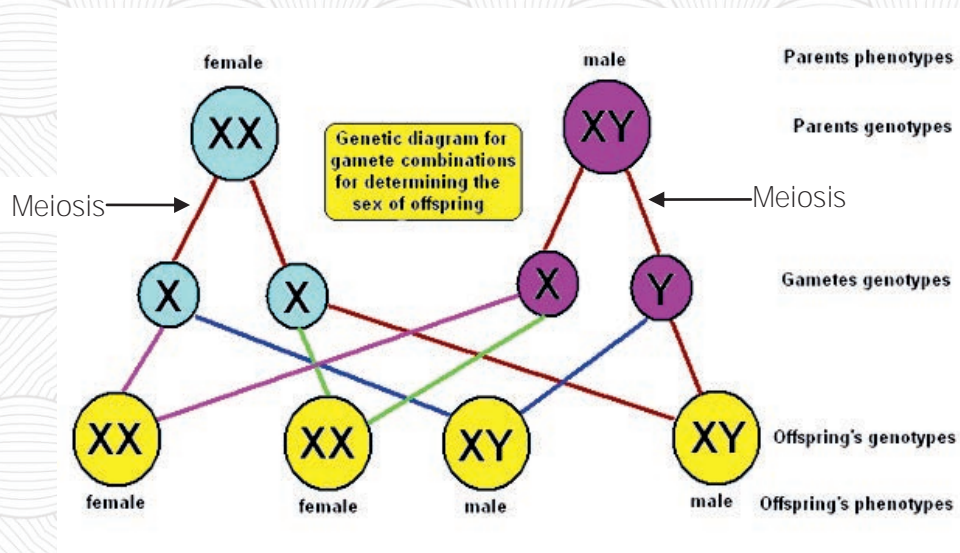 female
male
Parents phenotypes
XX
XY
Parents genotypes
Genetic diagram for
gamete combinations
for determining the
sex of offspring
Meiosis
Meiosis
X
X
X
Y
Gametes genotypes
XX
XX
XY
XY
Offspring's genotypes
female
female
male
male
Offspring's phenotypes